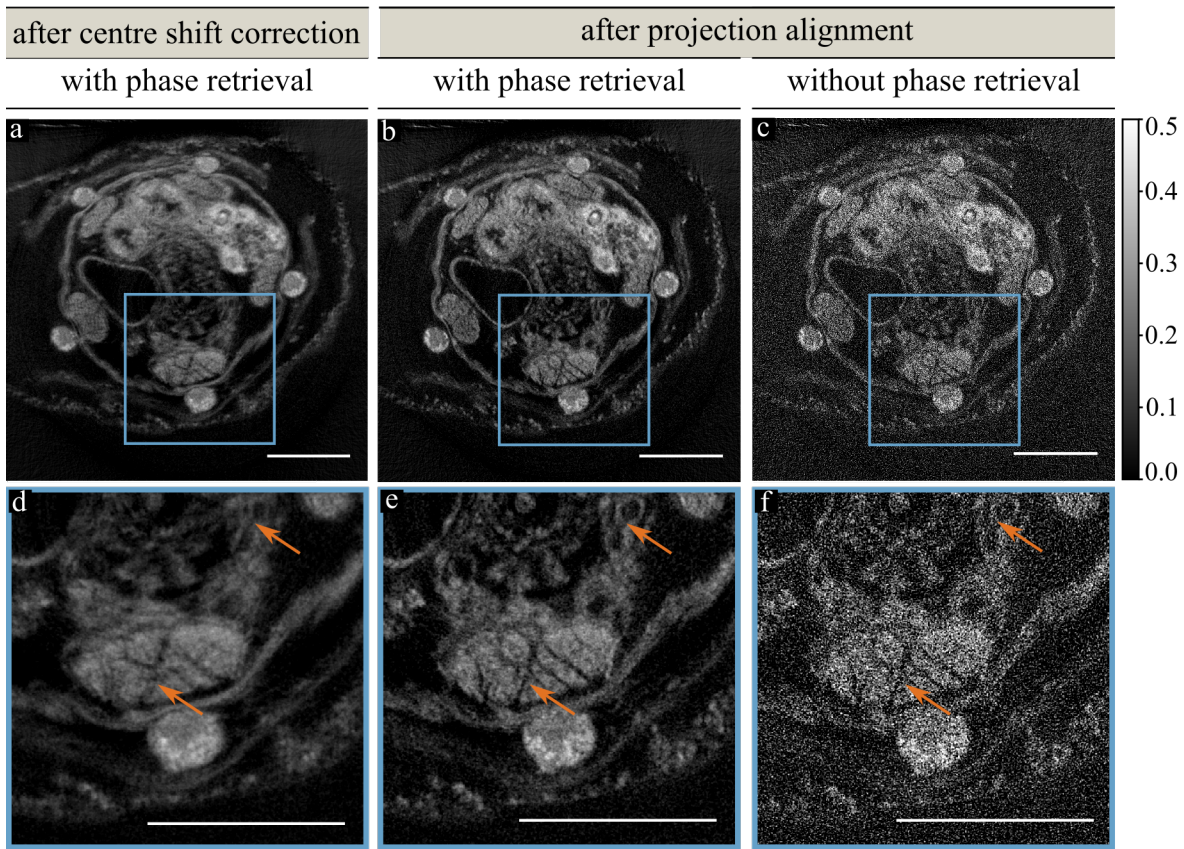 after centre shift correction
after projection alignment
with phase retrieval
with phase retrieval
without phase retrieval
a
b
c
0.5
0.4
0.3
0.2
0.1
0.0
d
e
f